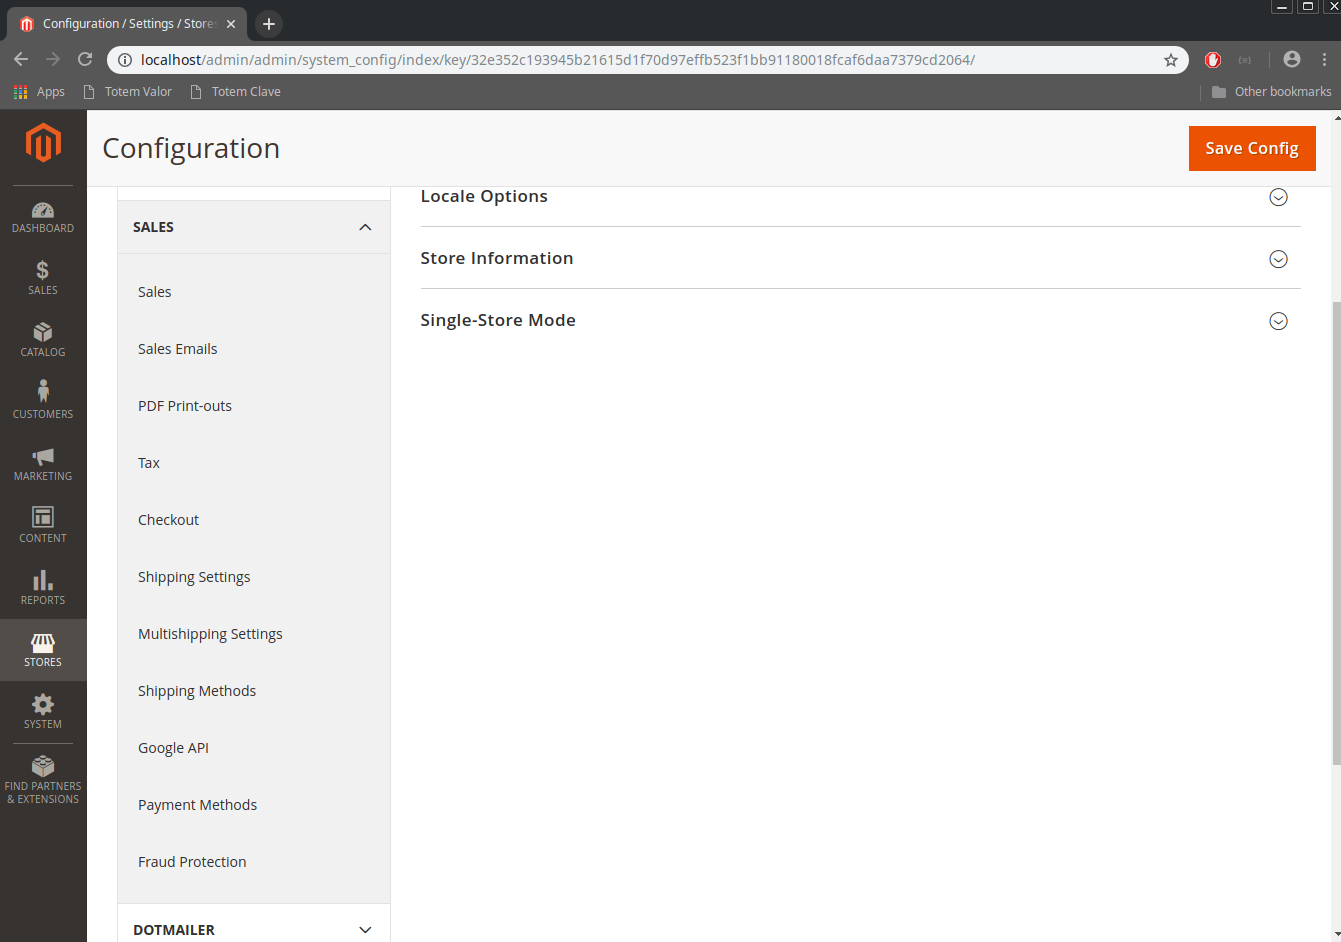 Configuration / Settings / Store
localhost/admin/admin/system_config/index/key/32e352c193945b21615d1f70d97effb523f1bb91180018fcaf6daa7379cd2064/
Apps
Totem Valor
Totem Clave
Other bookmarks
DASHBOARD
SALES
CATALOG
CUSTOMERS
MARKETING
CONTENT
REPORTS
STORES
SYSTEM
FIND PARTNERS
& EXTENSIONS
Configuration
Save Config
SALES
Sales
Sales Emails
PDF Print-outs
Tax
Checkout
Shipping Settings
Multishipping Settings
Shipping Methods
Google API
Payment Methods
Fraud Protection
DOTMAILER
Locale Options
Store Information
Single-Store Mode